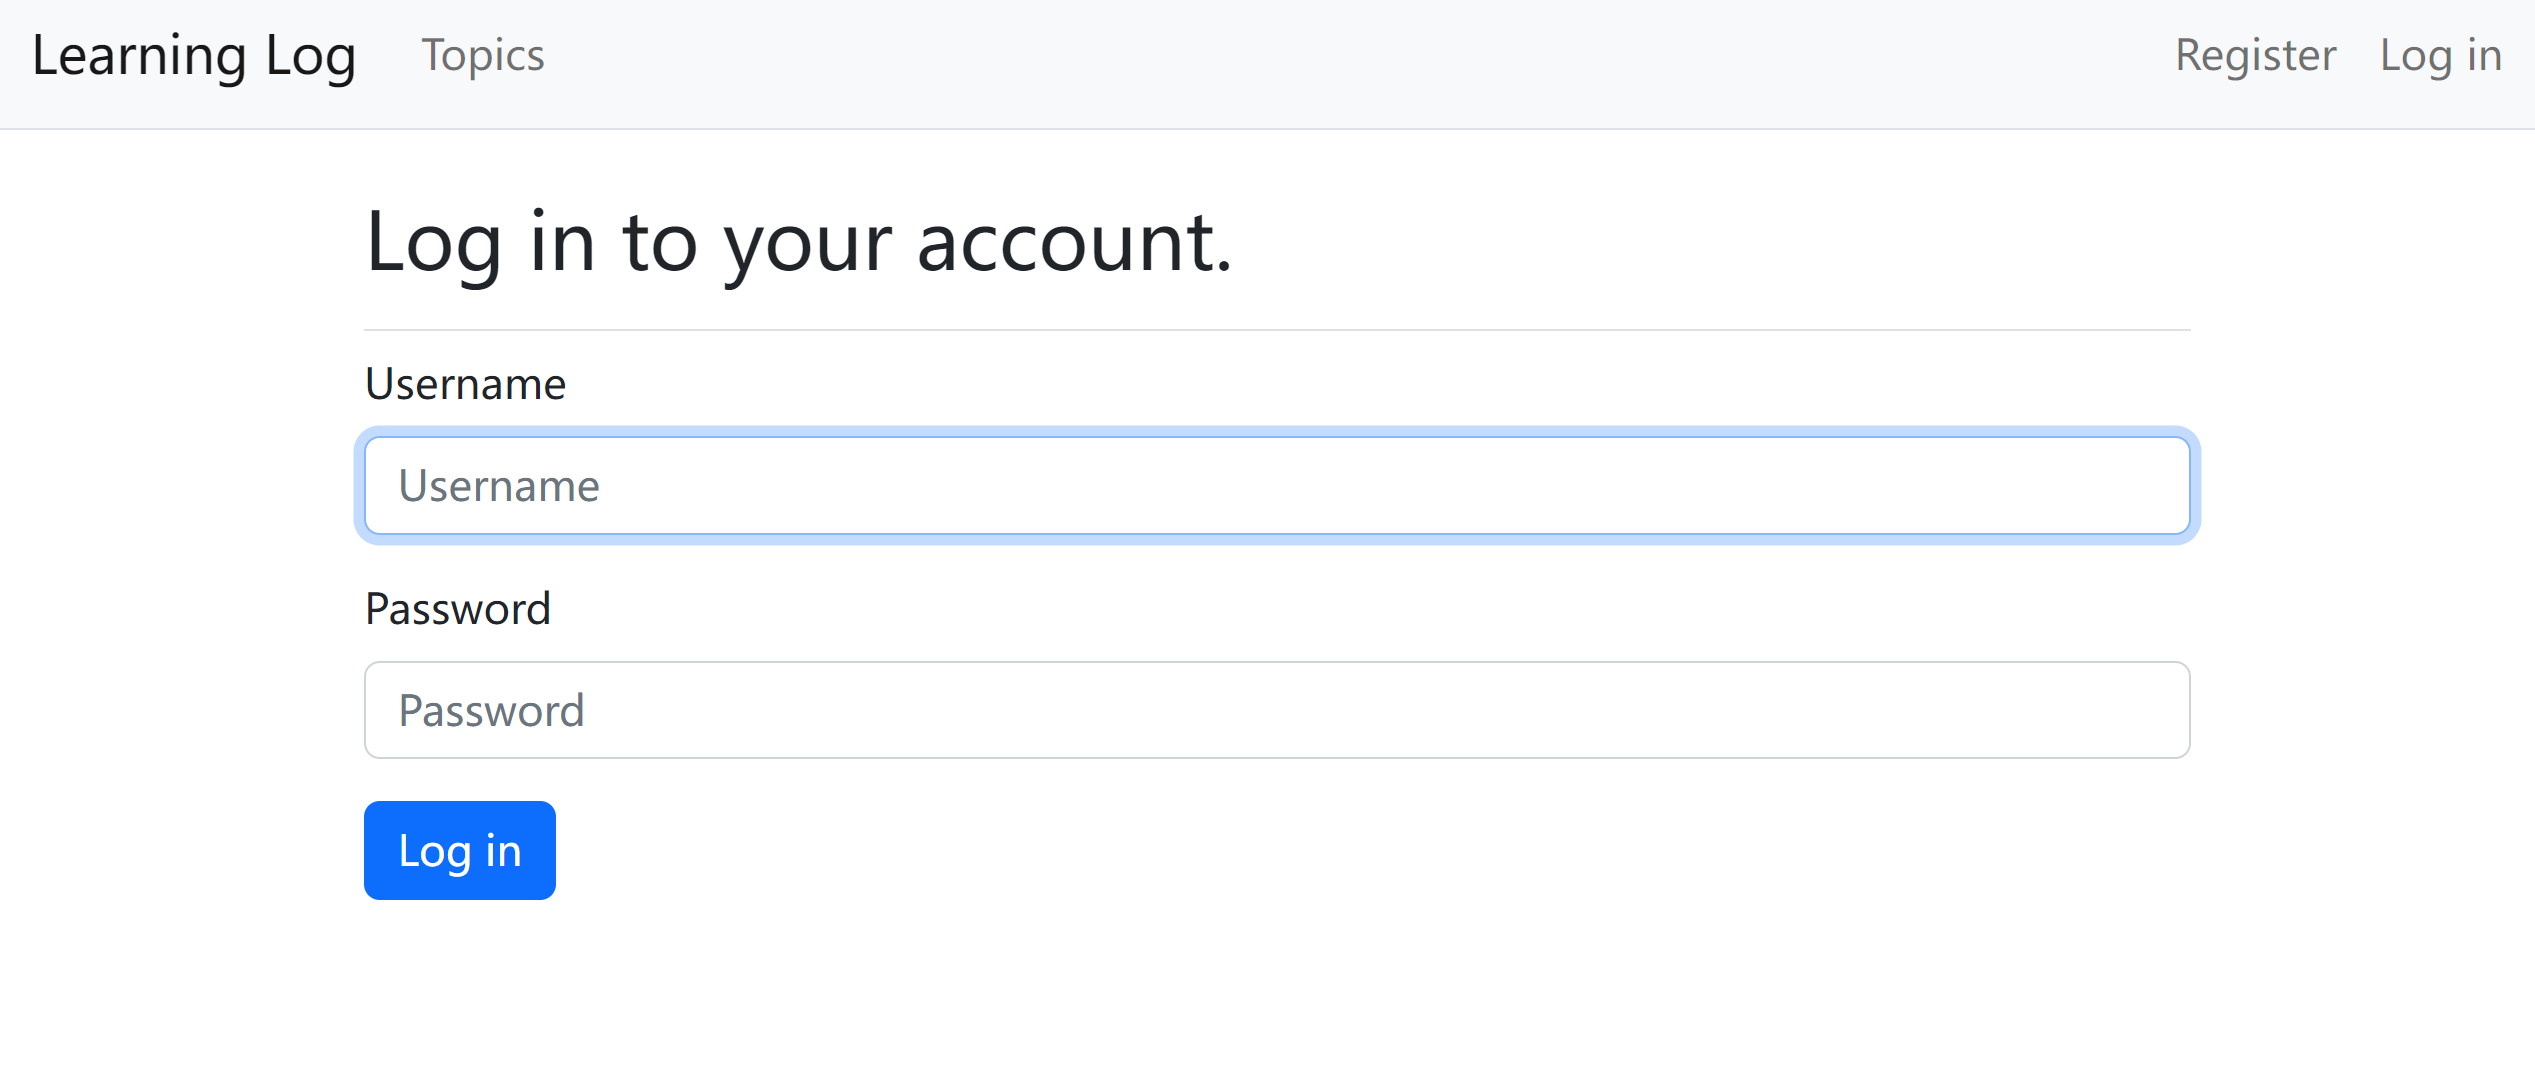 Learning Log Topics Register Log in
Log in to your account.
Username
Username
Password
Password
Log in